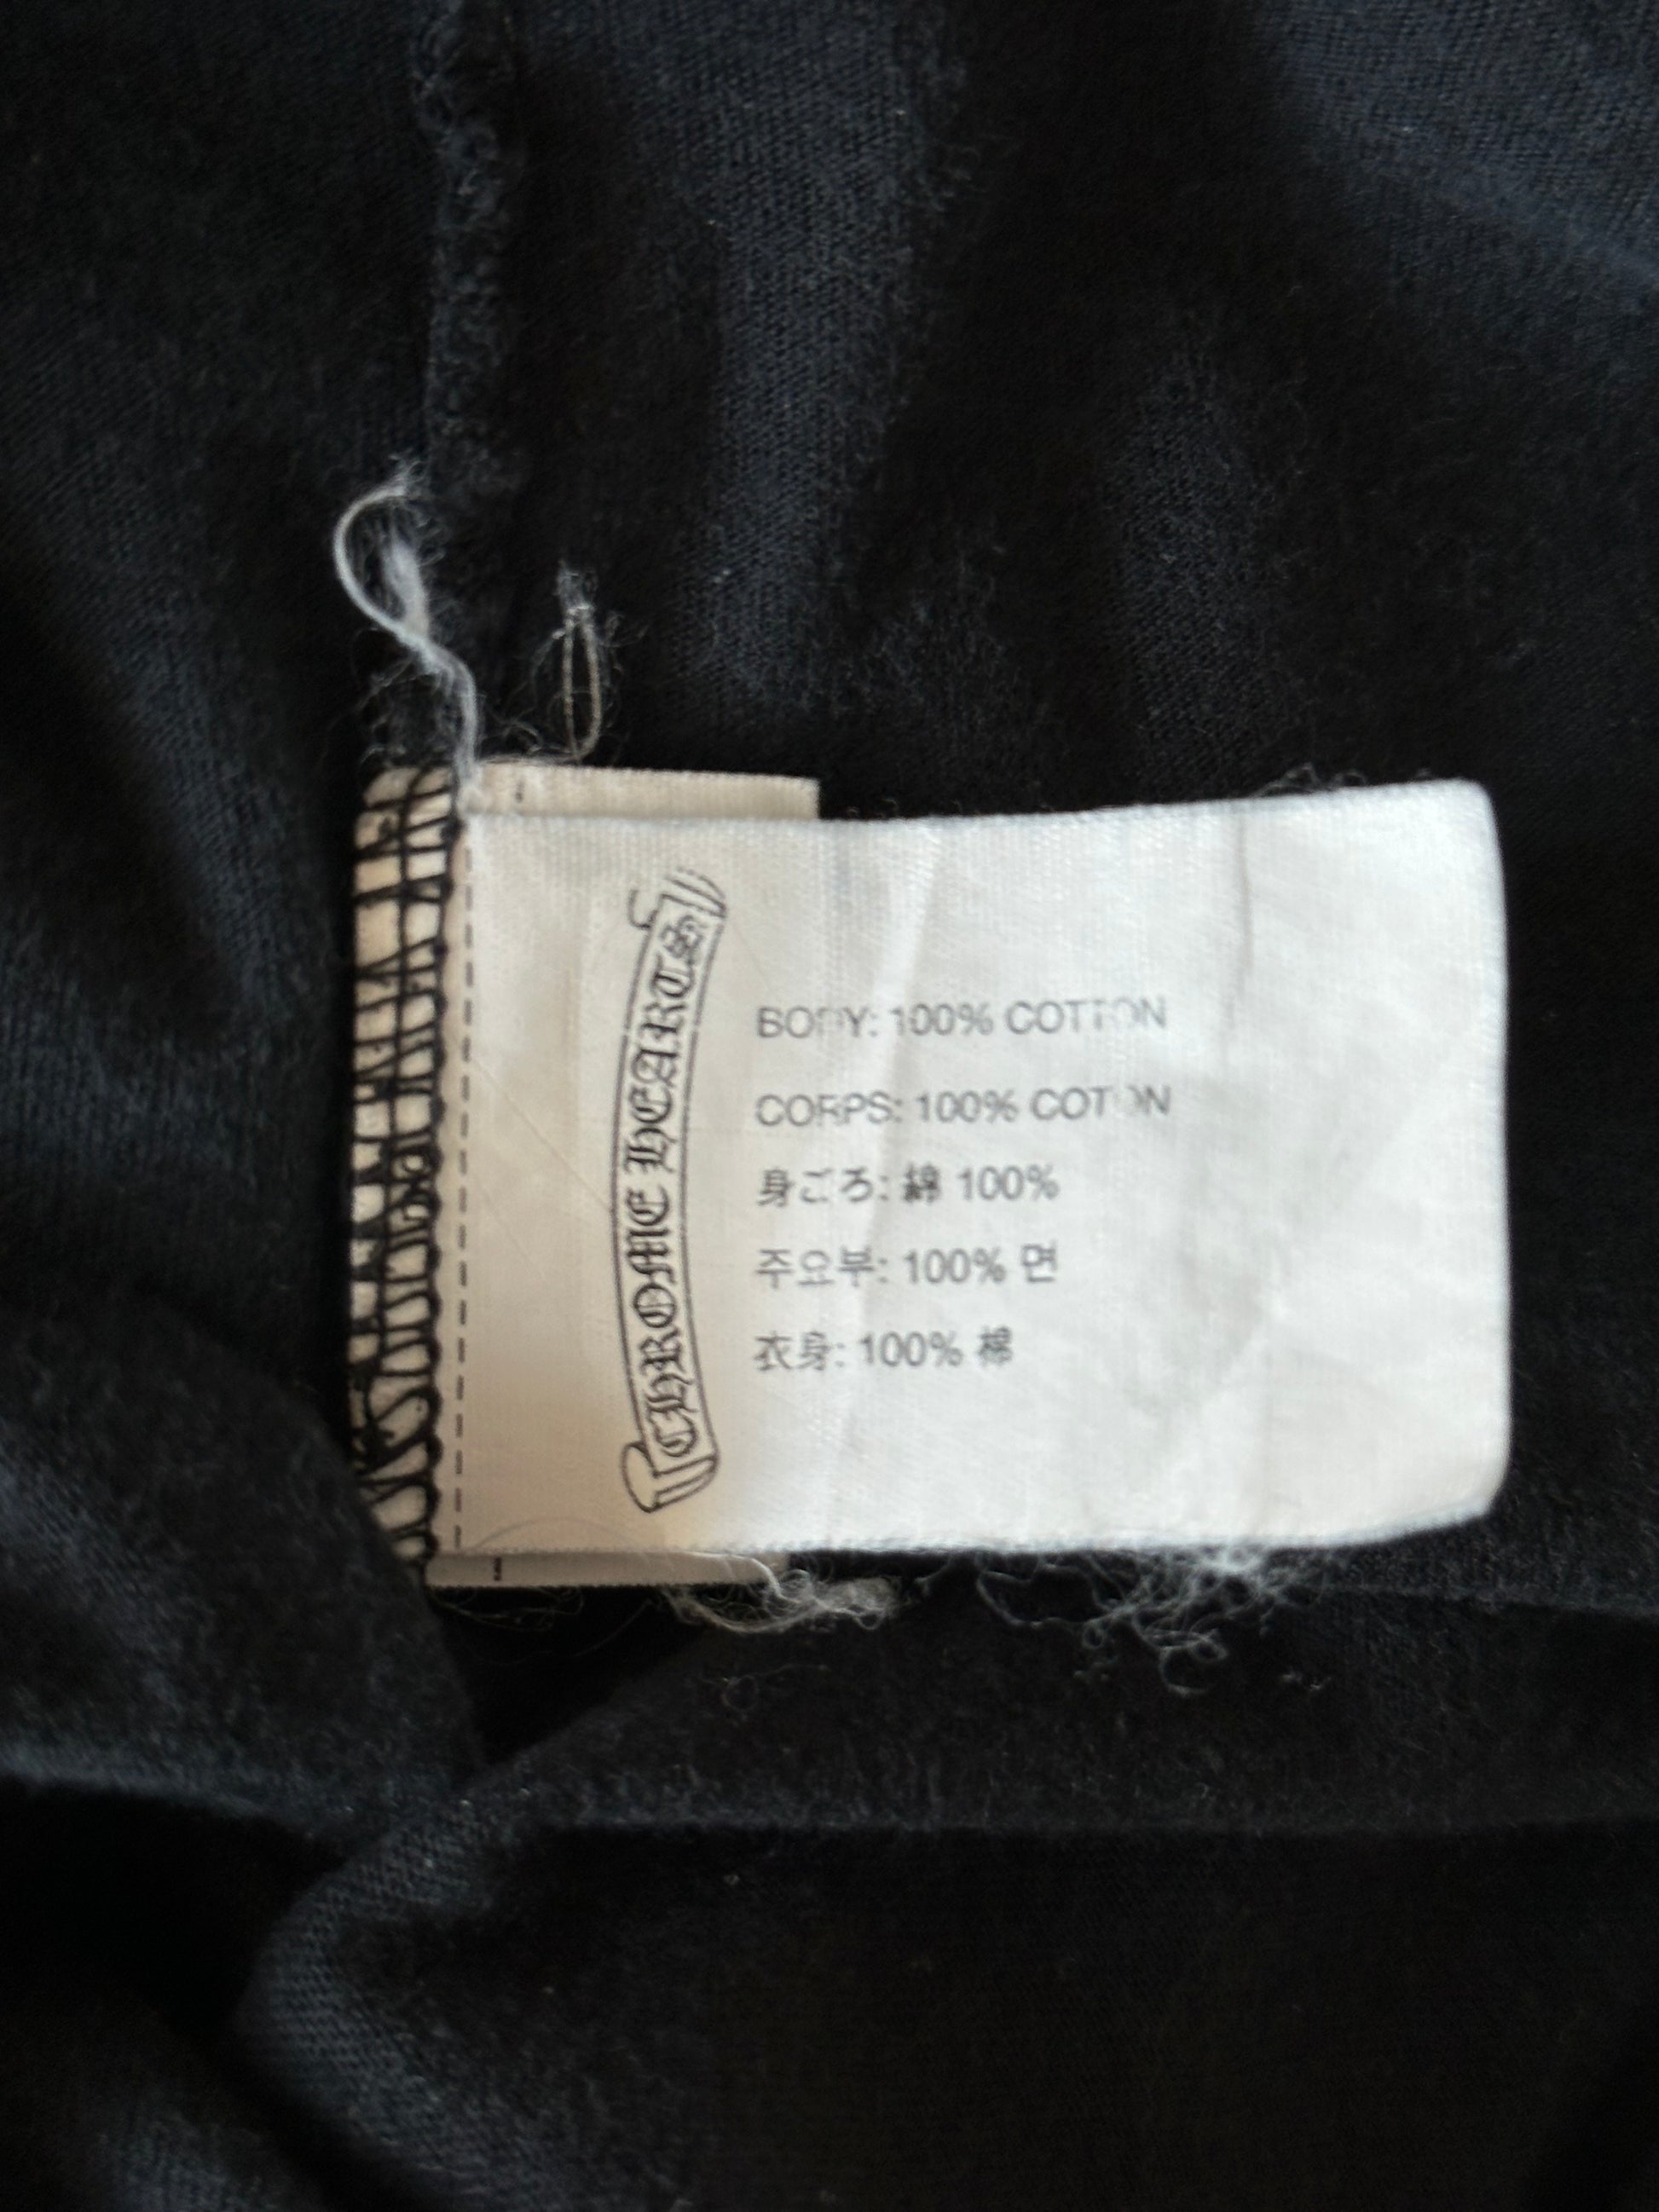 CHROME HEARTS
BODY: 100% COTTON
CORPS: 100% COTON
身ごろ: 綿 100%
주요부: 100% 면
衣身: 100% 棉